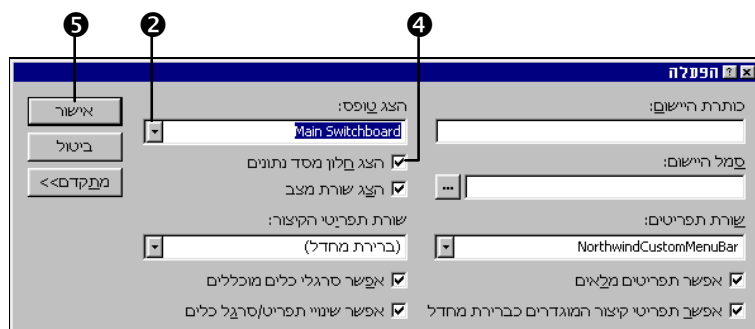 5 2 4
הפעלה
כותרת היישום:
סמל היישום:
...
שורת תפריטים:
NorthwindCustomMenuBar
אפשר תפריטים מלאים
אפשר תפריטי קיצור המוגדרים כברירת מחדל
הצג טופס:
Main Switchboard
הצג חלון מסד נתונים
הצג שורת מצב
שורת תפריטי הקיצור:
(ברירת מחדל)
אפשר סרגלי כלים מוכללים
אפשר שינויי תפריט/סרגל כלים
אישור
ביטול
מתקדם>>